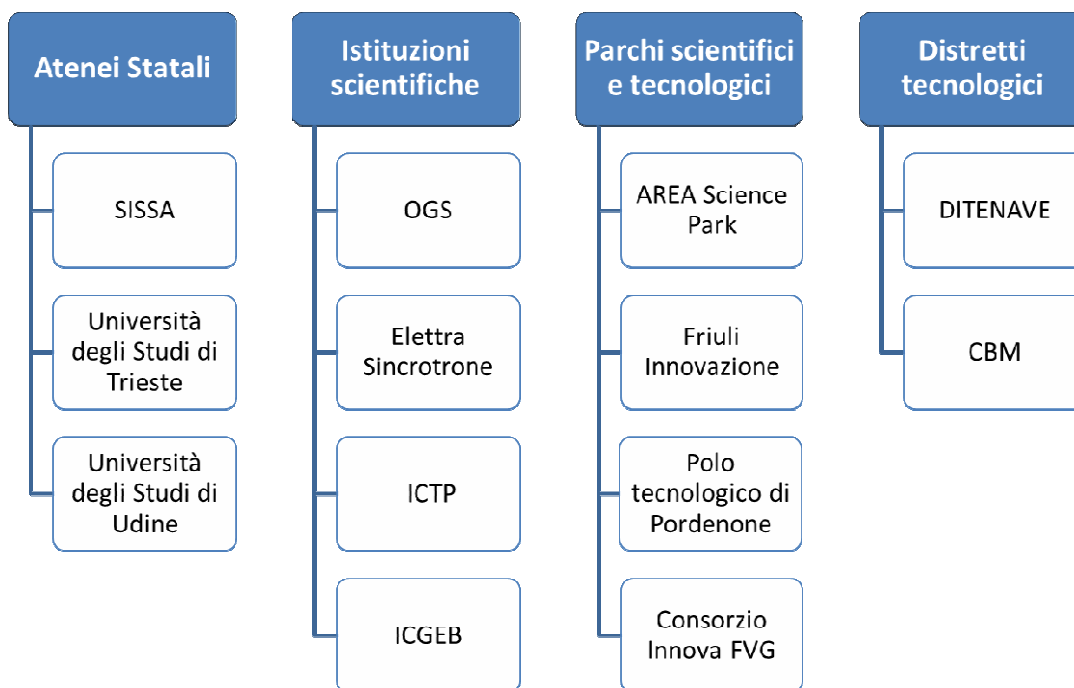 Atenei Statali
SISSA
Università
degli Studi di
Trieste
Università
degli Studi di
Udine
Istituzioni
scientifiche
OGS
Elettra
Sincrotrone
ICTP
ICGEB
Parchi scientifici
e tecnologici
AREA Science
Park
Friuli
Innovazione
Polo
tecnologico di
Pordenone
Consorzio
Innova FVG
Distretti
tecnologici
DITENAVE
CBM